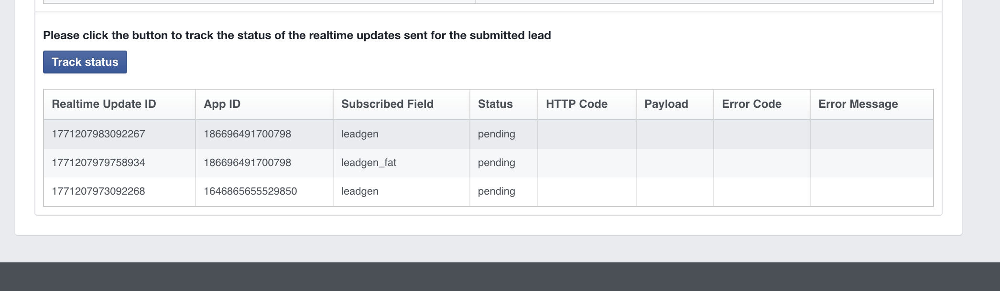 Please click the button to track the status of the realtime updates sent for the submitted lead
Track status
Realtime Update ID App ID Subscribed Field Status HTTP Code Payload Error Code Error Message
1771207983092267 186696491700798 leadgen pending
1771207979758934 186696491700798 leadgen_fat pending
1771207973092268 1646865655529850 leadgen pending